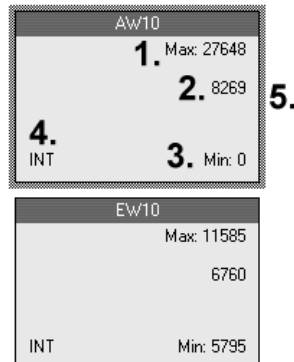 AW10
1. Max: 27648
2. 8269
5.
4.
INT
3. Min: 0
EW10
Max: 11585
6760
INT
Min: 5795